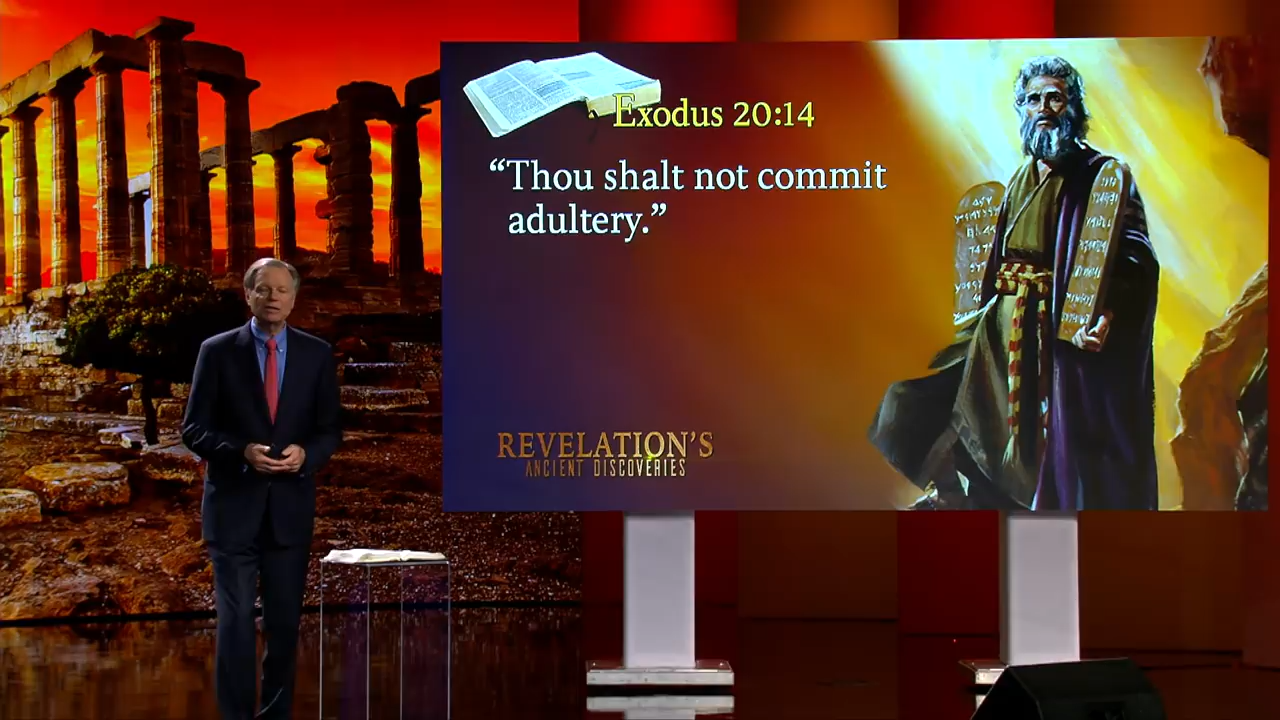 Exodus 20:14
“Thou shalt not commit
adultery.”
REVELATION’S
ANCIENT DISCOVERIES